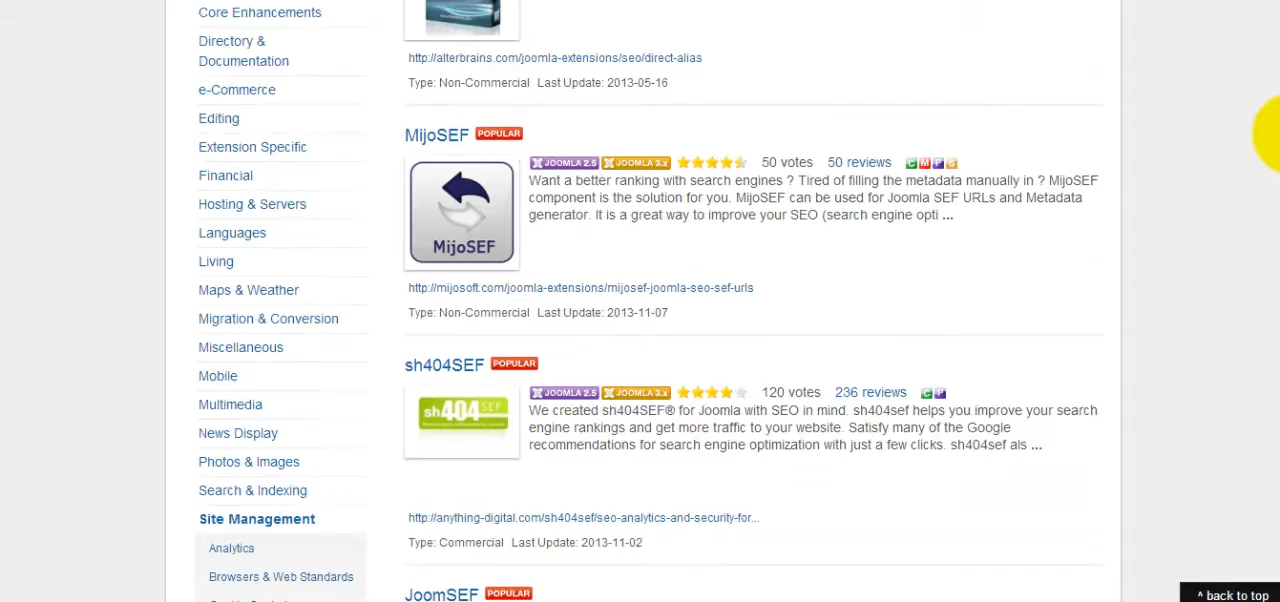 Core Enhancements
Directory &
Documentation
e-Commerce
Editing
Extension Specific
Financial
Hosting & Servers
Languages
Living
Maps & Weather
Migration & Conversion
Miscellaneous
Mobile
Multimedia
News Display
Photos & Images
Search & Indexing
Site Management
Analytics
Browsers & Web Standards
http://alterbrains.com/joomla-extensions/seo/direct-alias
Type: Non-Commercial Last Update: 2013-05-16
MijoSEF POPULAR
JOOMLA 2.5 JOOMLA 3.x 50 votes 50 reviews C M P S
Want a better ranking with search engines ? Tired of filling the metadata manually in ? MijoSEF
component is the solution for you. MijoSEF can be used for Joomla SEF URLs and Metadata
generator. It is a great way to improve your SEO (search engine opti ...
MijoSEF
http://mijosoft.com/joomla-extensions/mijosef-joomla-seo-sef-urls
Type: Non-Commercial Last Update: 2013-11-07
sh404SEF POPULAR
JOOMLA 2.5 JOOMLA 3.x 120 votes 236 reviews C P
sh404SEF
We created sh404SEF® for Joomla with SEO in mind. sh404sef helps you improve your search
engine rankings and get more traffic to your website. Satisfy many of the Google
recommendations for search engine optimization with just a few clicks. sh404sef als ...
http://anything-digital.com/sh404sef/seo-analytics-and-security-for...
Type: Commercial Last Update: 2013-11-02
JoomSEF POPULAR
^ back to top